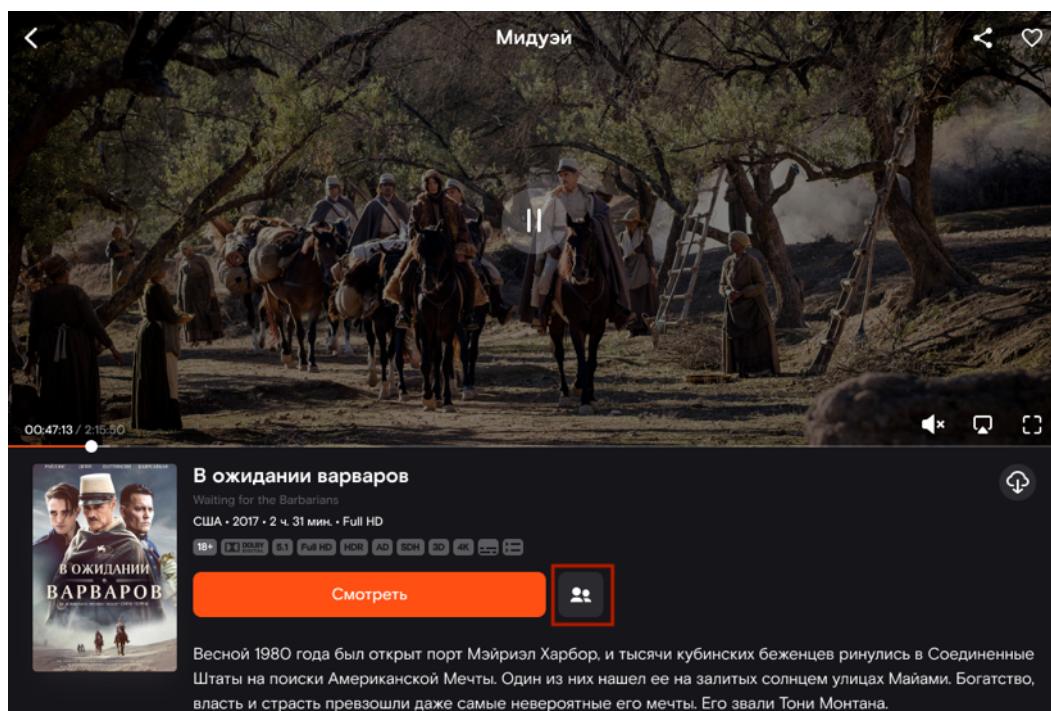 Мидуэй
00:47:13 / 2:15:50
В ожидании варваров
Waiting for the Barbarians
США • 2017 • 2 ч. 31 мин. • Full HD
18+ DOLBY DIGITAL 5.1 Full HD HDR AD SDH 3D 4K
В ОЖИДАНИИ
ВАРВАРОВ
Смотреть
Весной 1980 года был открыт порт Мэйриэл Харбор, и тысячи кубинских беженцев ринулись в Соединенные
Штаты на поиски Американской Мечты. Один из них нашел ее на залитых солнцем улицах Майами. Богатство,
власть и страсть превзошли даже самые невероятные его мечты. Его звали Тони Монтана.